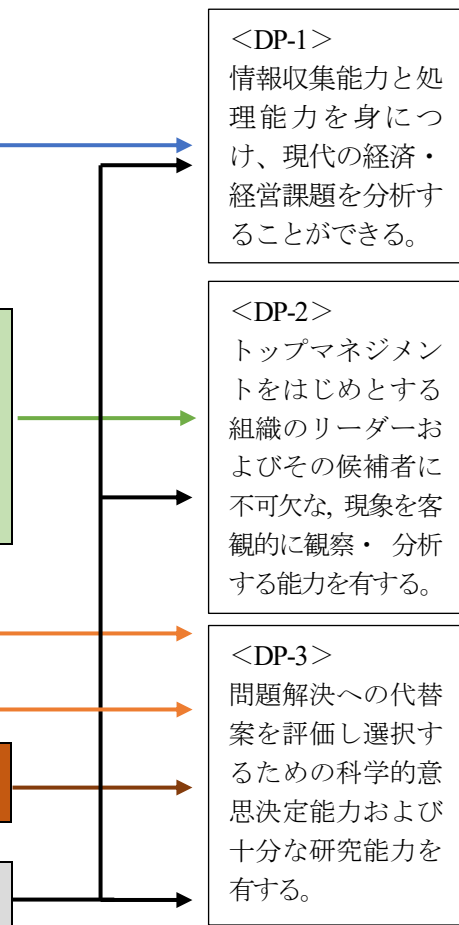 ＜DP-1＞
情報収集能力と処
理能力を身につ
け、現代の経済・
経営課題を分析す
ることができる。
＜DP-2＞
トップマネジメン
トをはじめとする
組織のリーダーお
よびその候補者に
不可欠な, 現象を客
観的に観察・ 分析
する能力を有する。
＜DP-3＞
問題解決への代替
案を評価し選択す
るための科学的意
思決定能力および
十分な研究能力を
有する。